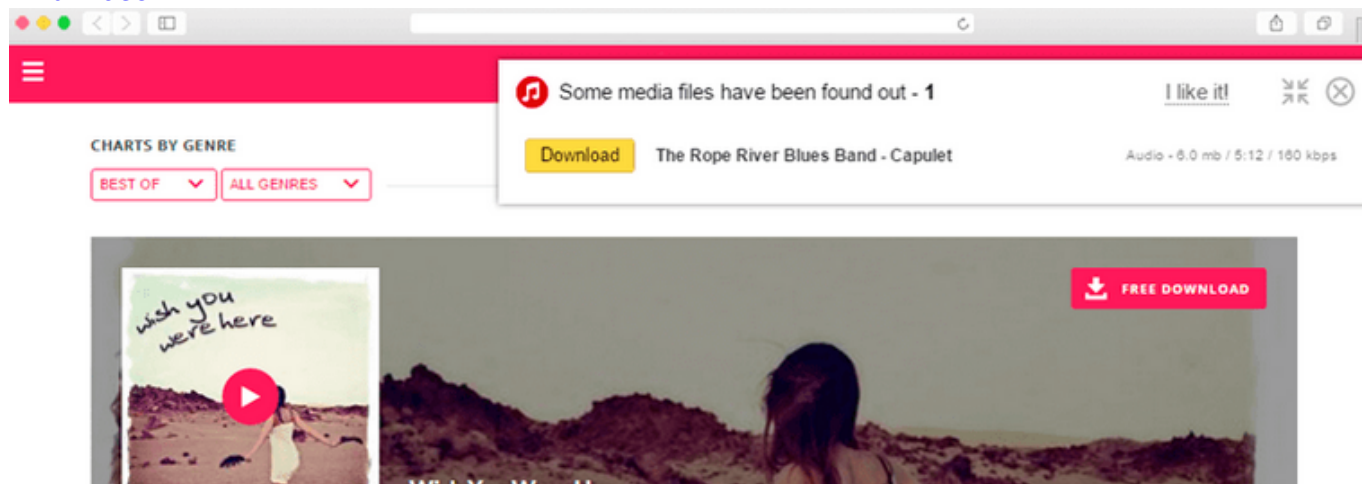 Some media files have been found out - 1
I like it!
Download
The Rope River Blues Band - Capulet
Audio - 6.0 mb / 5:12 / 160 kbps
CHARTS BY GENRE
BEST OF
ALL GENRES
FREE DOWNLOAD
wish you
were here